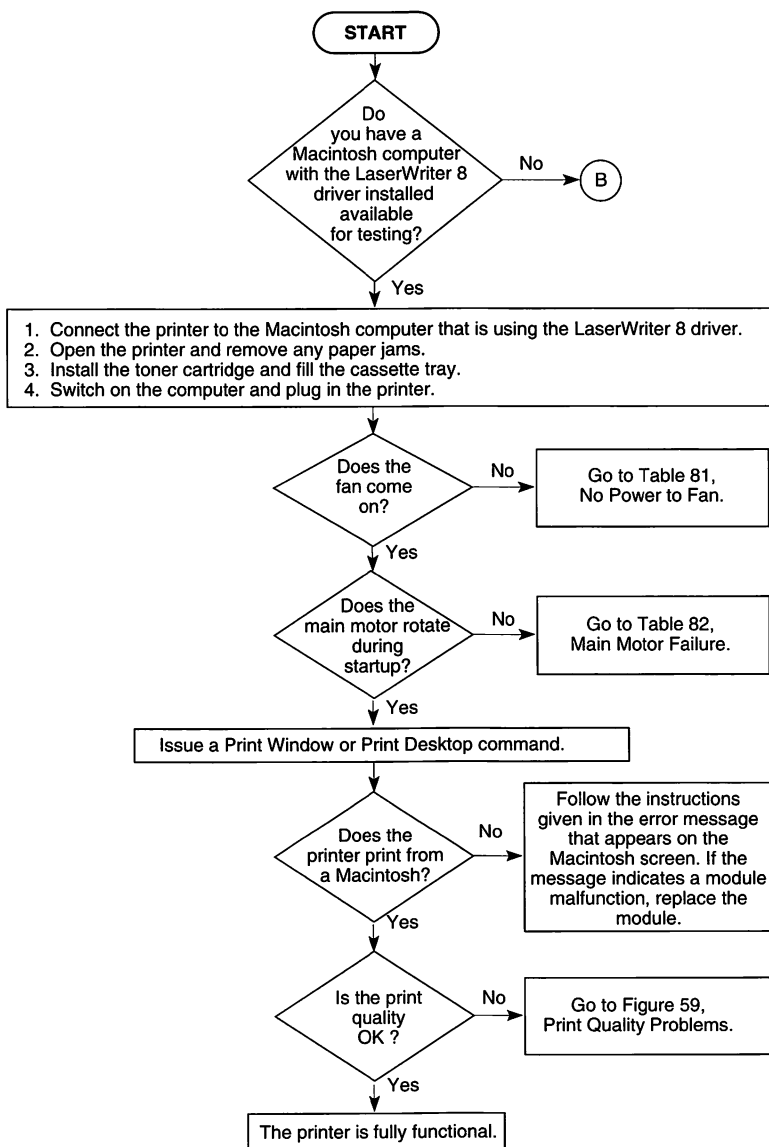 START
Do
you have a
Macintosh computer
with the LaserWriter 8
driver installed
available
for testing?
No
B
Yes
1. Connect the printer to the Macintosh computer that is using the LaserWriter 8 driver.
2. Open the printer and remove any paper jams.
3. Install the toner cartridge and fill the cassette tray.
4. Switch on the computer and plug in the printer.
Does the
fan come
on?
No
Go to Table 81,
No Power to Fan.
Yes
Does the
main motor rotate
during
startup?
No
Go to Table 82,
Main Motor Failure.
Yes
Issue a Print Window or Print Desktop command.
Does the
printer print from
a Macintosh?
No
Follow the instructions
given in the error message
that appears on the
Macintosh screen. If the
message indicates a module
malfunction, replace the
module.
Yes
Is the print
quality
OK ?
No
Go to Figure 59,
Print Quality Problems.
Yes
The printer is fully functional.